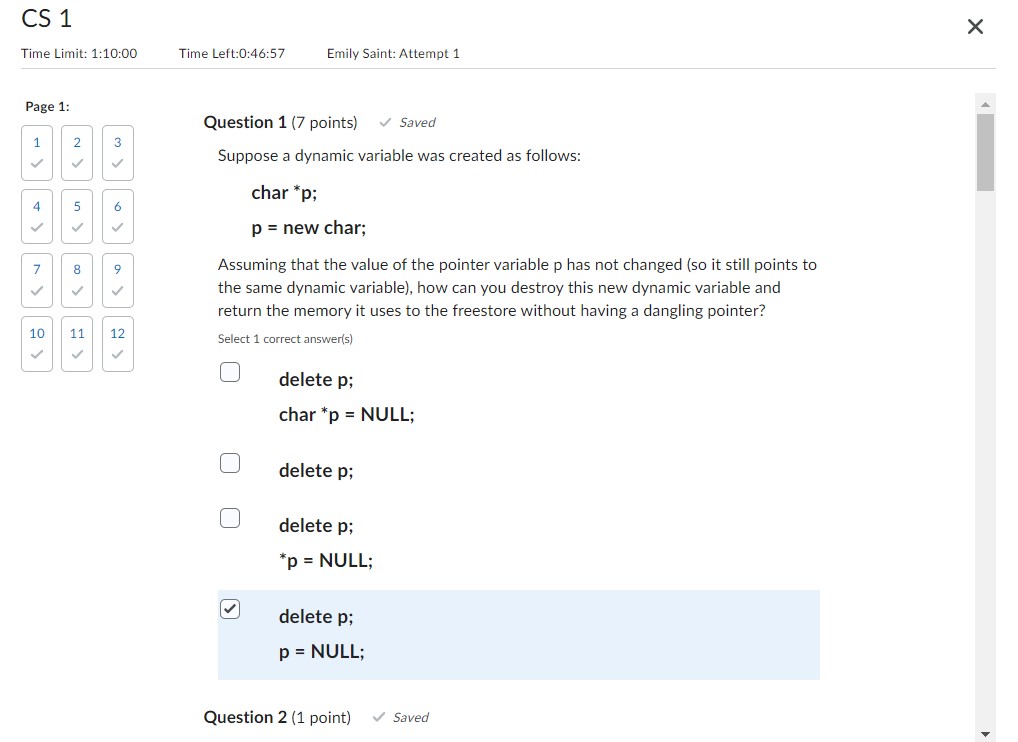 CS 1
Time Limit: 1:10:00 Time Left:0:46:57 Emily Saint: Attempt 1
Page 1:
1 2 3
4 5 6
7 8 9
10 11 12
Question 1 (7 points) Saved
Suppose a dynamic variable was created as follows:
char *p;
p = new char;
Assuming that the value of the pointer variable p has not changed (so it still points to
the same dynamic variable), how can you destroy this new dynamic variable and
return the memory it uses to the freestore without having a dangling pointer?
Select 1 correct answer(s)
delete p;
char *p = NULL;
delete p;
delete p;
*p = NULL;
delete p;
p = NULL;
Question 2 (1 point) Saved